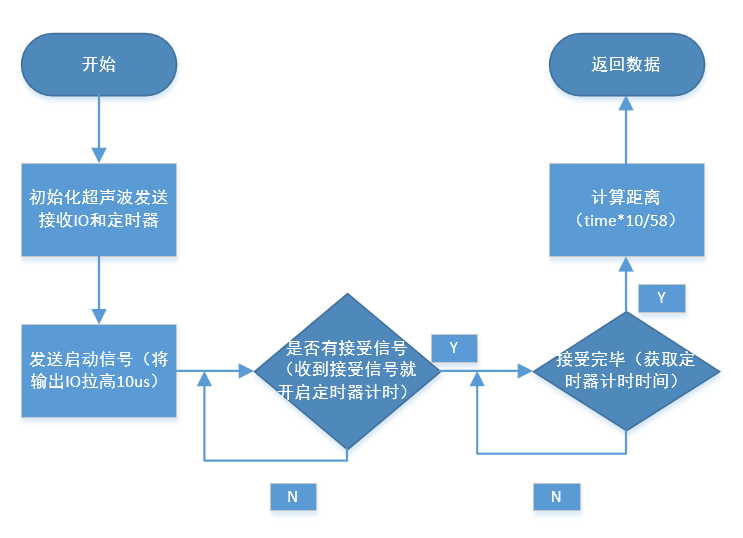 开始
初始化超声波发送
接收IO和定时器
发送启动信号（将
输出IO拉高10us）
是否有接受信号
（收到接受信号就
开启定时器计时）
Y
N
接受完毕（获取定
时器计时时间）
Y
N
计算距离
（time*10/58）
返回数据